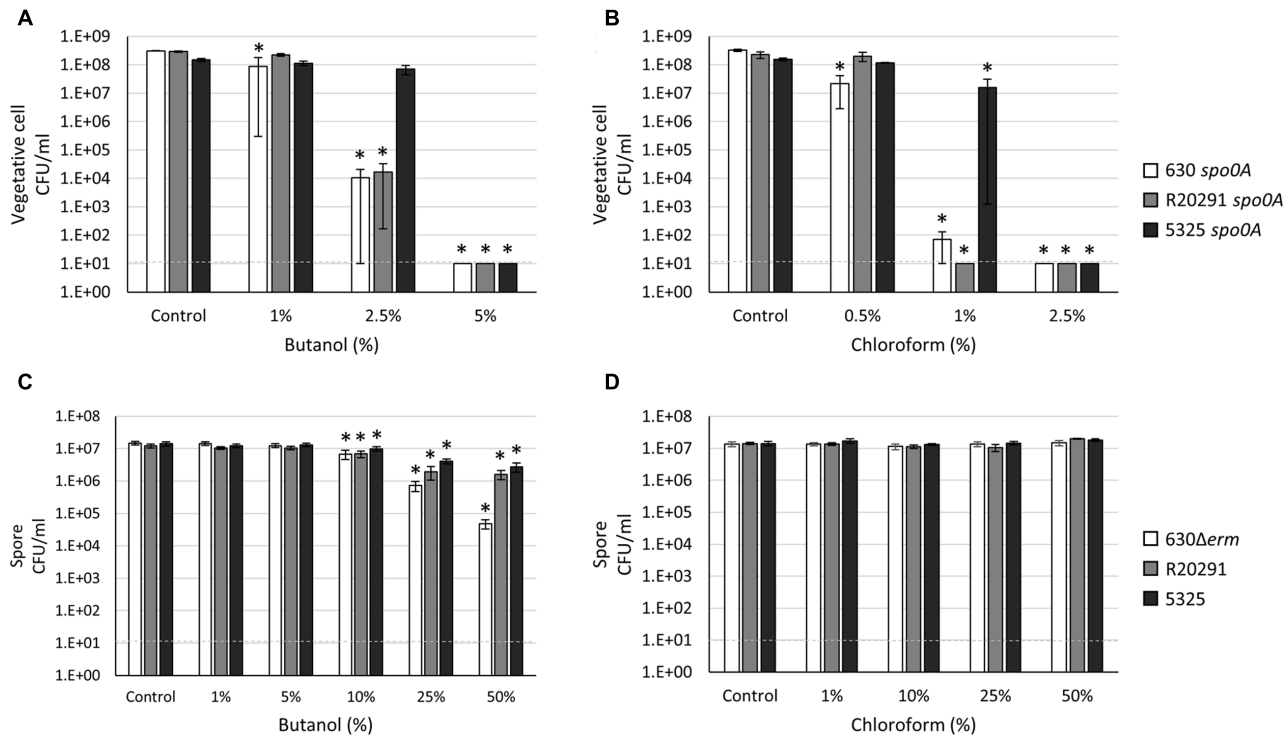 A
Vegetative cell
CFU/ml
1.E+09
1.E+08
1.E+07
1.E+06
1.E+05
1.E+04
1.E+03
1.E+02
1.E+01
1.E+00
*
* *
* * *
Control 1% 2.5% 5%
Butanol (%)
B
Vegetative cell
CFU/ml
1.E+09
1.E+08
1.E+07
1.E+06
1.E+05
1.E+04
1.E+03
1.E+02
1.E+01
1.E+00
*
* * *
* * *
Control 0.5% 1% 2.5%
Chloroform (%)
630 spo0A
R20291 spo0A
5325 spo0A
C
Spore
CFU/ml
1.E+08
1.E+07
1.E+06
1.E+05
1.E+04
1.E+03
1.E+02
1.E+01
1.E+00
* * *
* * *
* * *
Control 1% 5% 10% 25% 50%
Butanol (%)
D
Spore
CFU/ml
1.E+08
1.E+07
1.E+06
1.E+05
1.E+04
1.E+03
1.E+02
1.E+01
1.E+00
Control 1% 10% 25% 50%
Chloroform (%)
630Δerm
R20291
5325